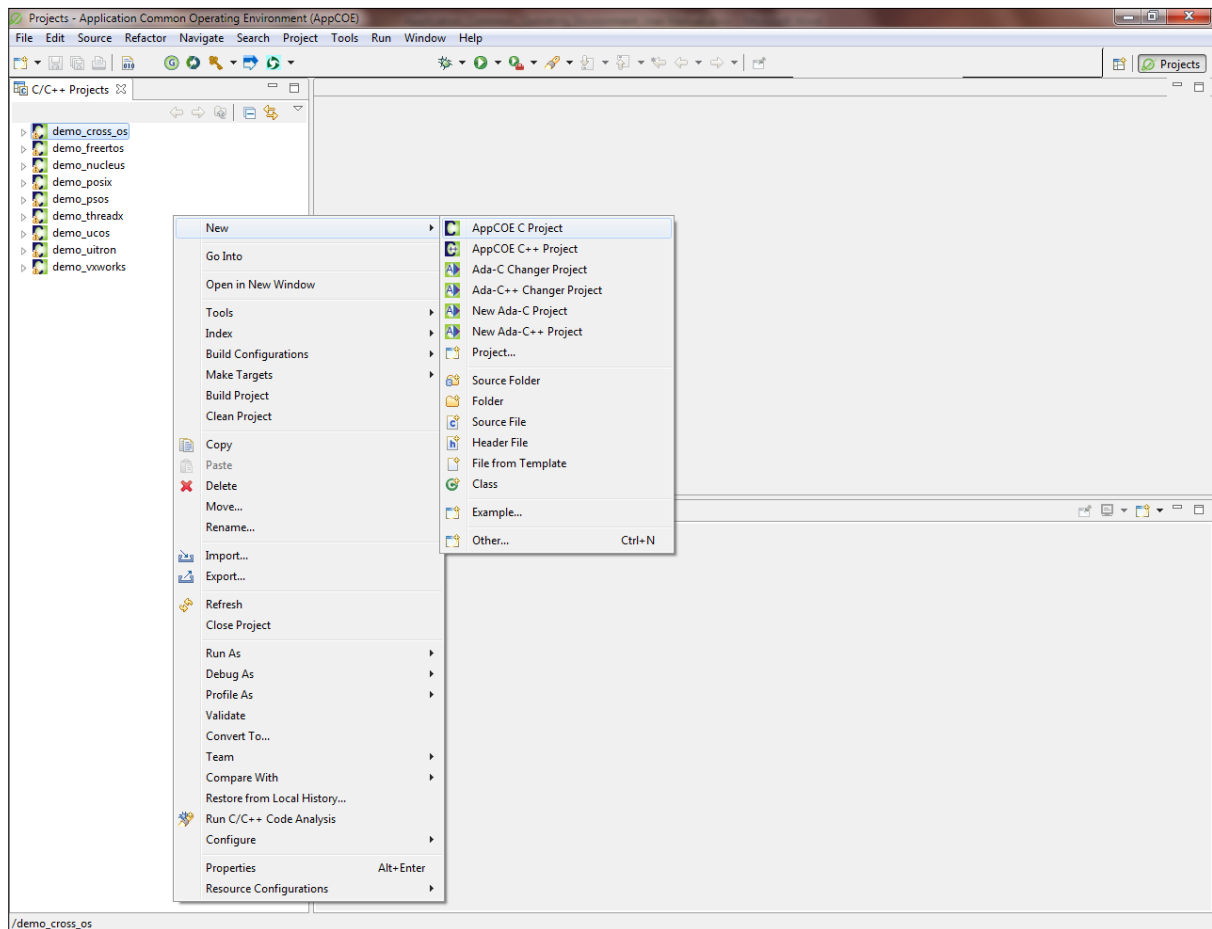 Projects - Application Common Operating Environment (AppCOE)
File Edit Source Refactor Navigate Search Project Tools Run Window Help
Projects
C/C++ Projects
demo_cross_os
demo_freertos
demo_nucleus
demo_posix
demo_psos
demo_threadx
demo_ucos
demo_uitron
demo_vxworks
New
Go Into
Open in New Window
Tools
Index
Build Configurations
Make Targets
Build Project
Clean Project
Copy
Paste
Delete
Move...
Rename...
Import...
Export...
Refresh
Close Project
Run As
Debug As
Profile As
Validate
Convert To...
Team
Compare With
Restore from Local History...
Run C/C++ Code Analysis
Configure
Properties Alt+Enter
Resource Configurations
AppCOE C Project
AppCOE C++ Project
Ada-C Changer Project
Ada-C++ Changer Project
New Ada-C Project
New Ada-C++ Project
Project...
Source Folder
Folder
Source File
Header File
File from Template
Class
Example...
Other... Ctrl+N
/demo_cross_os